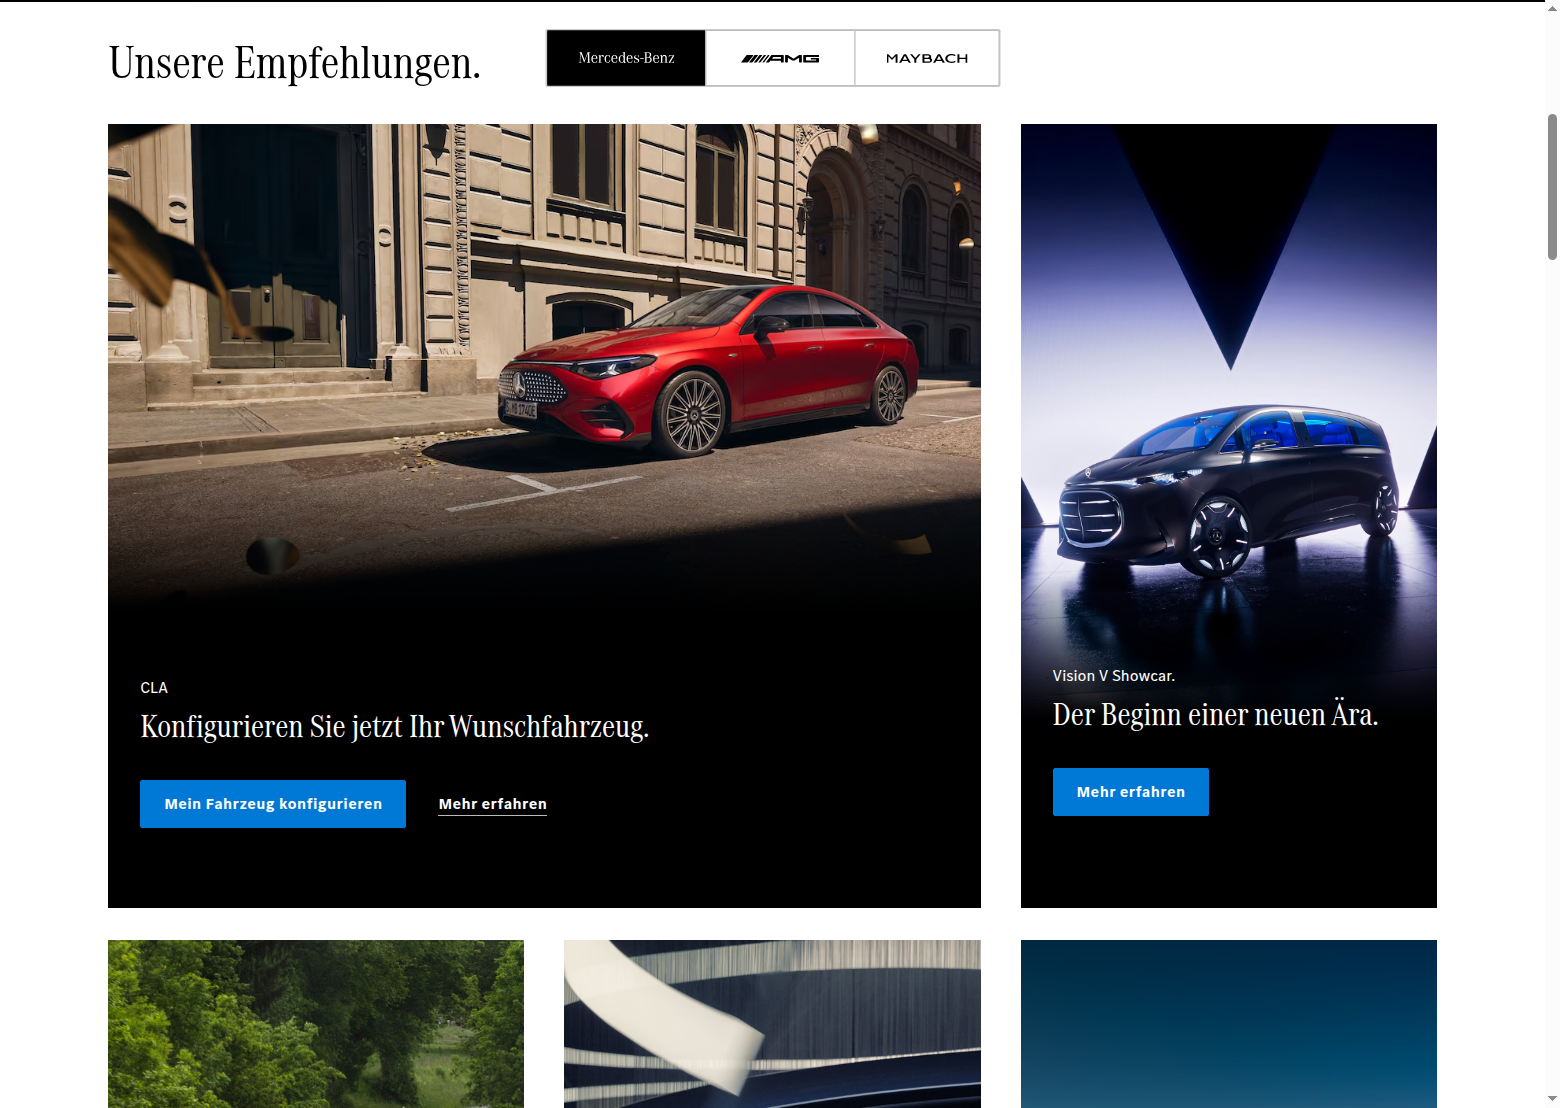 Unsere Empfehlungen.
Mercedes-Benz
AMG
MAYBACH
CLA
Konfigurieren Sie jetzt Ihr Wunschfahrzeug.
Mein Fahrzeug konfigurieren
Mehr erfahren
Vision V Showcar.
Der Beginn einer neuen Ära.
Mehr erfahren